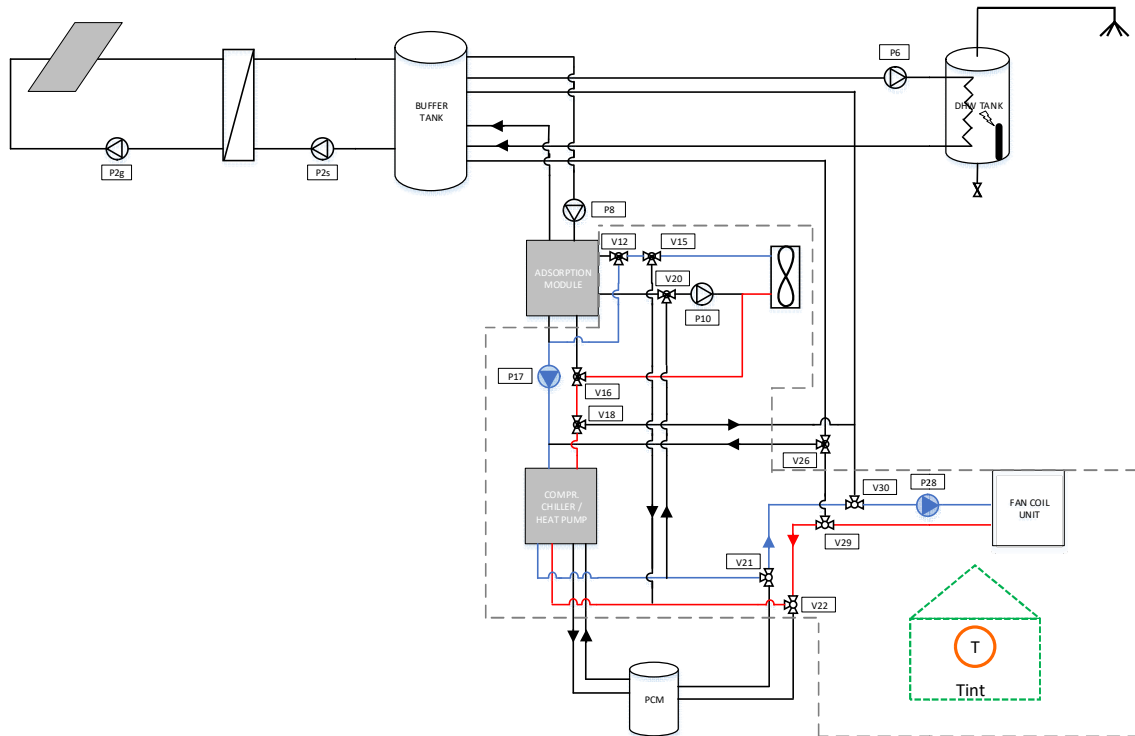 P6
BUFFER
TANK
DHW TANK
P2g
P2s
P8
V12
V15
ADSORPTION
MODULE
V20
P10
P17
V16
V18
V26
COMPR.
CHILLER /
HEAT PUMP
V30
P28
FAN COIL
UNIT
V29
V21
V22
T
Tint
PCM